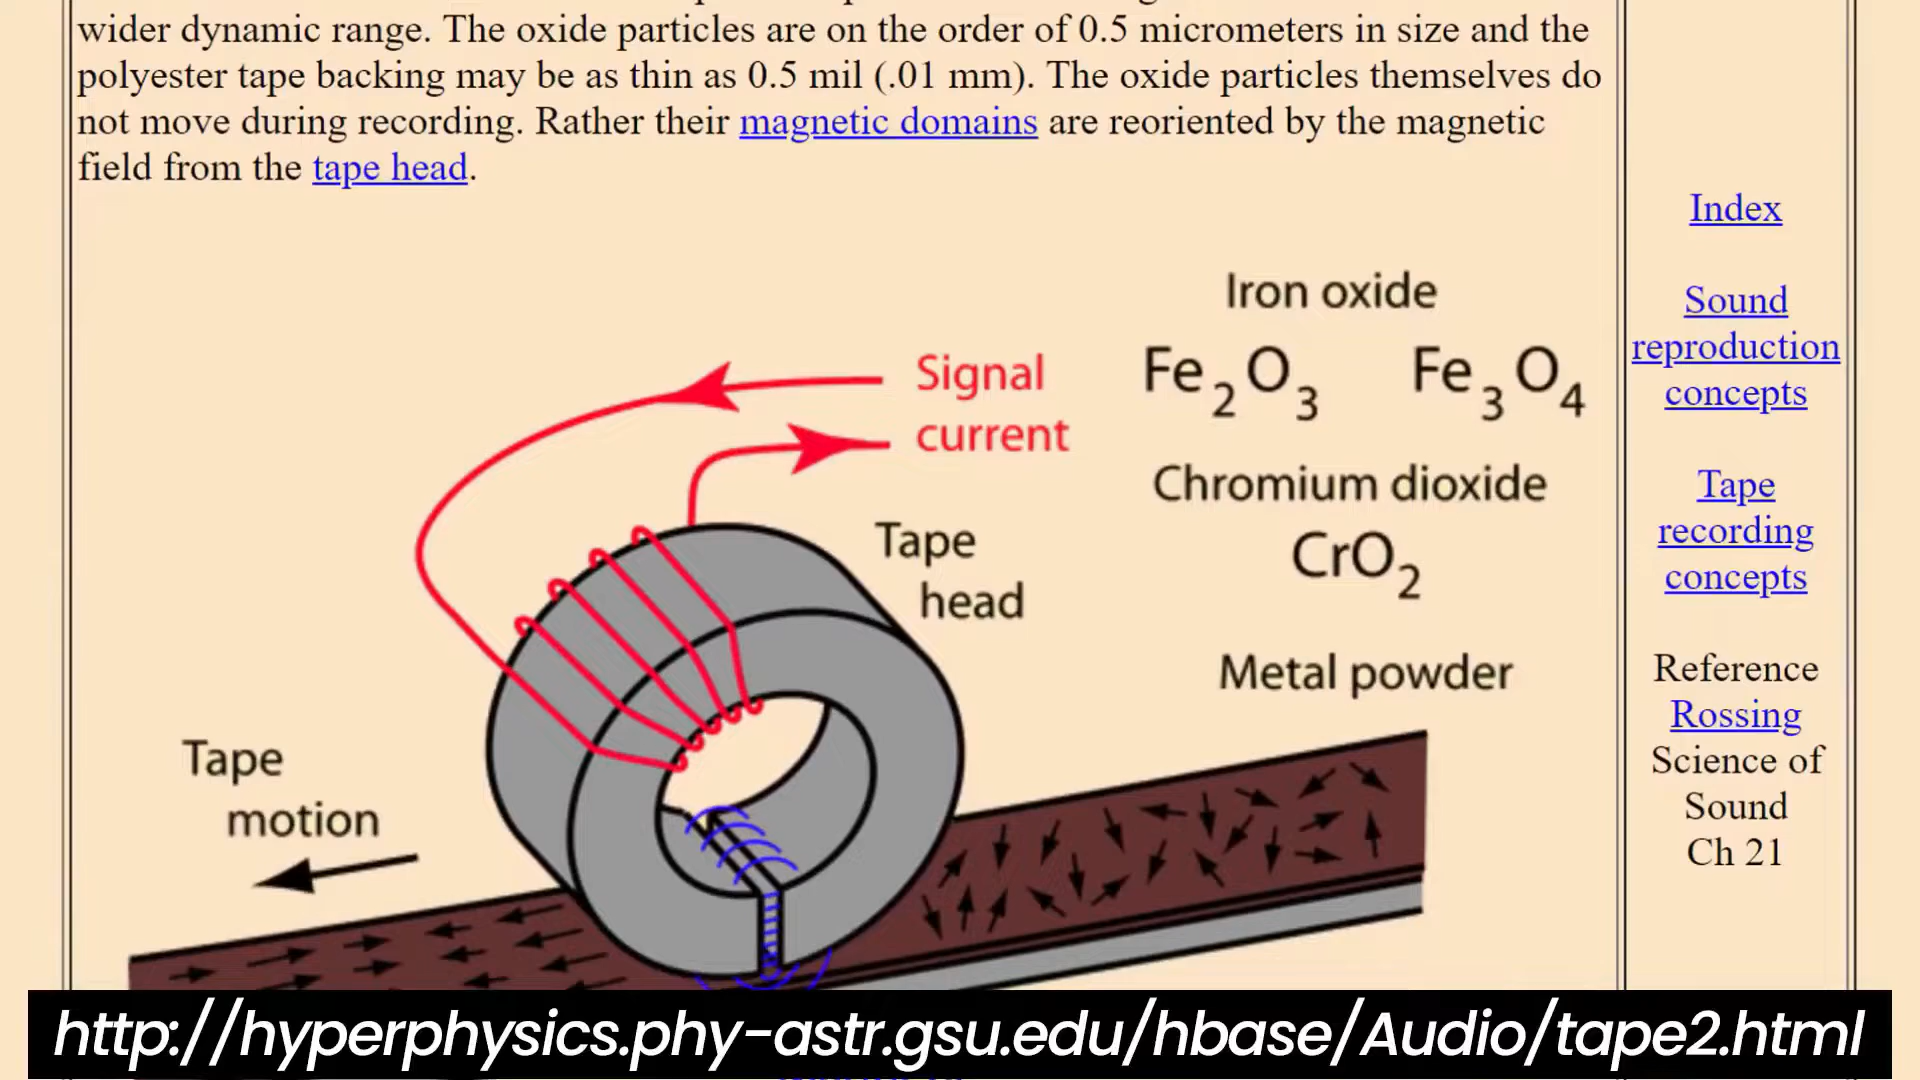 wider dynamic range. The oxide particles are on the order of 0.5 micrometers in size and the
polyester tape backing may be as thin as 0.5 mil (.01 mm). The oxide particles themselves do
not move during recording. Rather their magnetic domains are reoriented by the magnetic
field from the tape head.
Iron oxide
Fe2O3 Fe3O4
Chromium dioxide
CrO2
Metal powder
Signal
current
Tape
head
Tape
motion
Index
Sound
reproduction
concepts
Tape
recording
concepts
Reference
Rossing
Science of
Sound
Ch 21
http://hyperphysics.phy-astr.gsu.edu/hbase/Audio/tape2.html